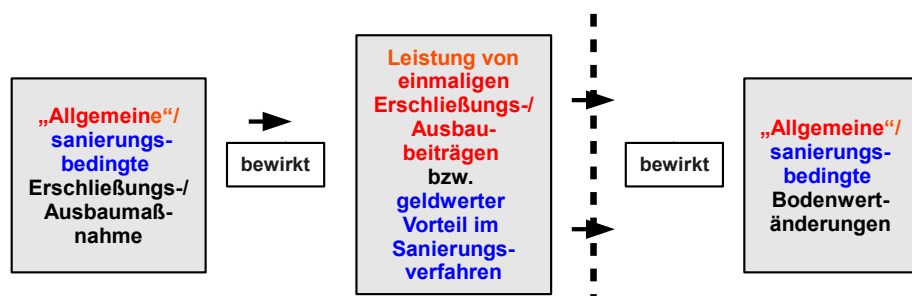 „Allgemeine“/
sanierungs-
bedingte
Erschließungs-/
Ausbaumaß-
nahme
bewirkt
Leistung von
einmaligen
Erschließungs-/
Ausbau-
beiträgen
bzw.
geldwerter
Vorteil im
Sanierungs-
verfahren
bewirkt
„Allgemeine“/
sanierungs-
bedingte
Bodenwert-
änderungen